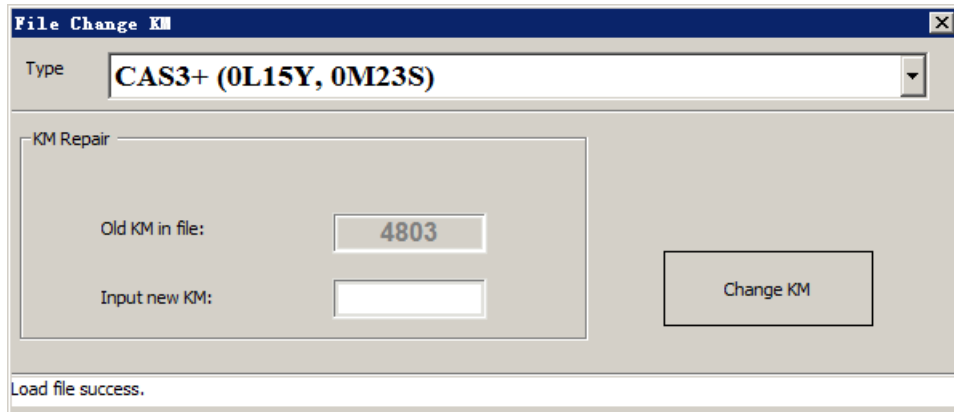 File Change KM
Type
CAS3+ (0L15Y, 0M23S)
KM Repair
Old KM in file:
4803
Input new KM:
Change KM
Load file success.